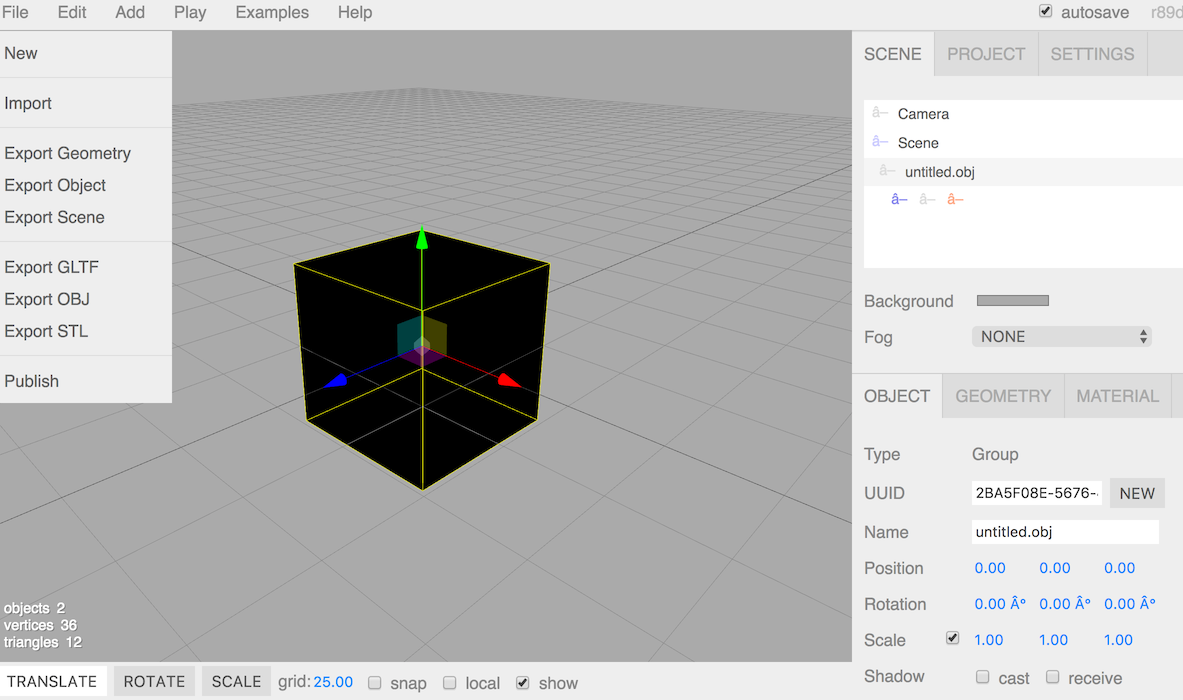 File Edit Add Play Examples Help autosave r89d
New
Import
Export Geometry
Export Object
Export Scene
Export GLTF
Export OBJ
Export STL
Publish
objects 2
vertices 36
triangles 12
TRANSLATE ROTATE SCALE grid: 25.00 snap local show
SCENE PROJECT SETTINGS
â– Camera
â– Scene
â– untitled.obj
â– â– â–
Background
Fog NONE
OBJECT GEOMETRY MATERIAL
Type Group
UUID 2BA5F08E-5676- NEW
Name untitled.obj
Position 0.00 0.00 0.00
Rotation 0.00 Â° 0.00 Â° 0.00 Â°
Scale 1.00 1.00 1.00
Shadow cast receive